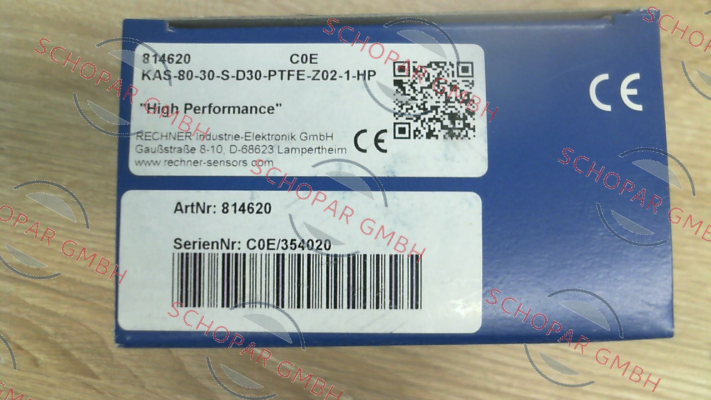 814620 C0E
KAS-80-30-S-D30-PTFE-Z02-1-HP
"High Performance"
RECHNER Industrie-Elektronik GmbH
Gaußstraße 8-10, D-68623 Lampertheim
www.rechner-sensors.com
CE
CE
ArtNr: 814620
SerienNr: C0E/354020
SCHOPAR GMBH
SCHOPAR GMBH
SCHOPAR GMBH
SCHOPAR GMBH
SCHOPAR GMBH
SCHOPAR GMBH